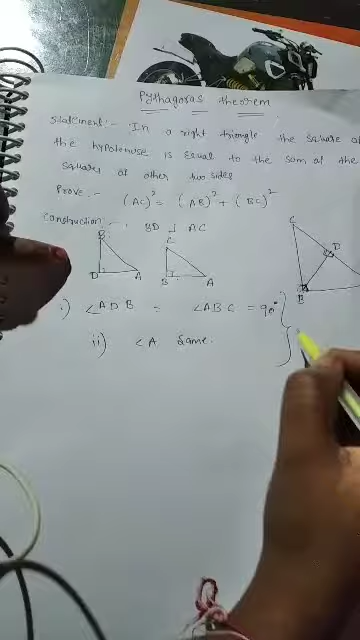 Pythagoras theorem
Statement:- In a right triangle the square of
the hypotenuse is equal to the sum of the
squares of other two sides
Prove:- (AC)² = (AB)² + (BC)²
Construction:- BD ⊥ AC
B
D A
C
B A
C
D
B
i) ∠ADB = ∠ABC = 90°
ii) ∠A same.